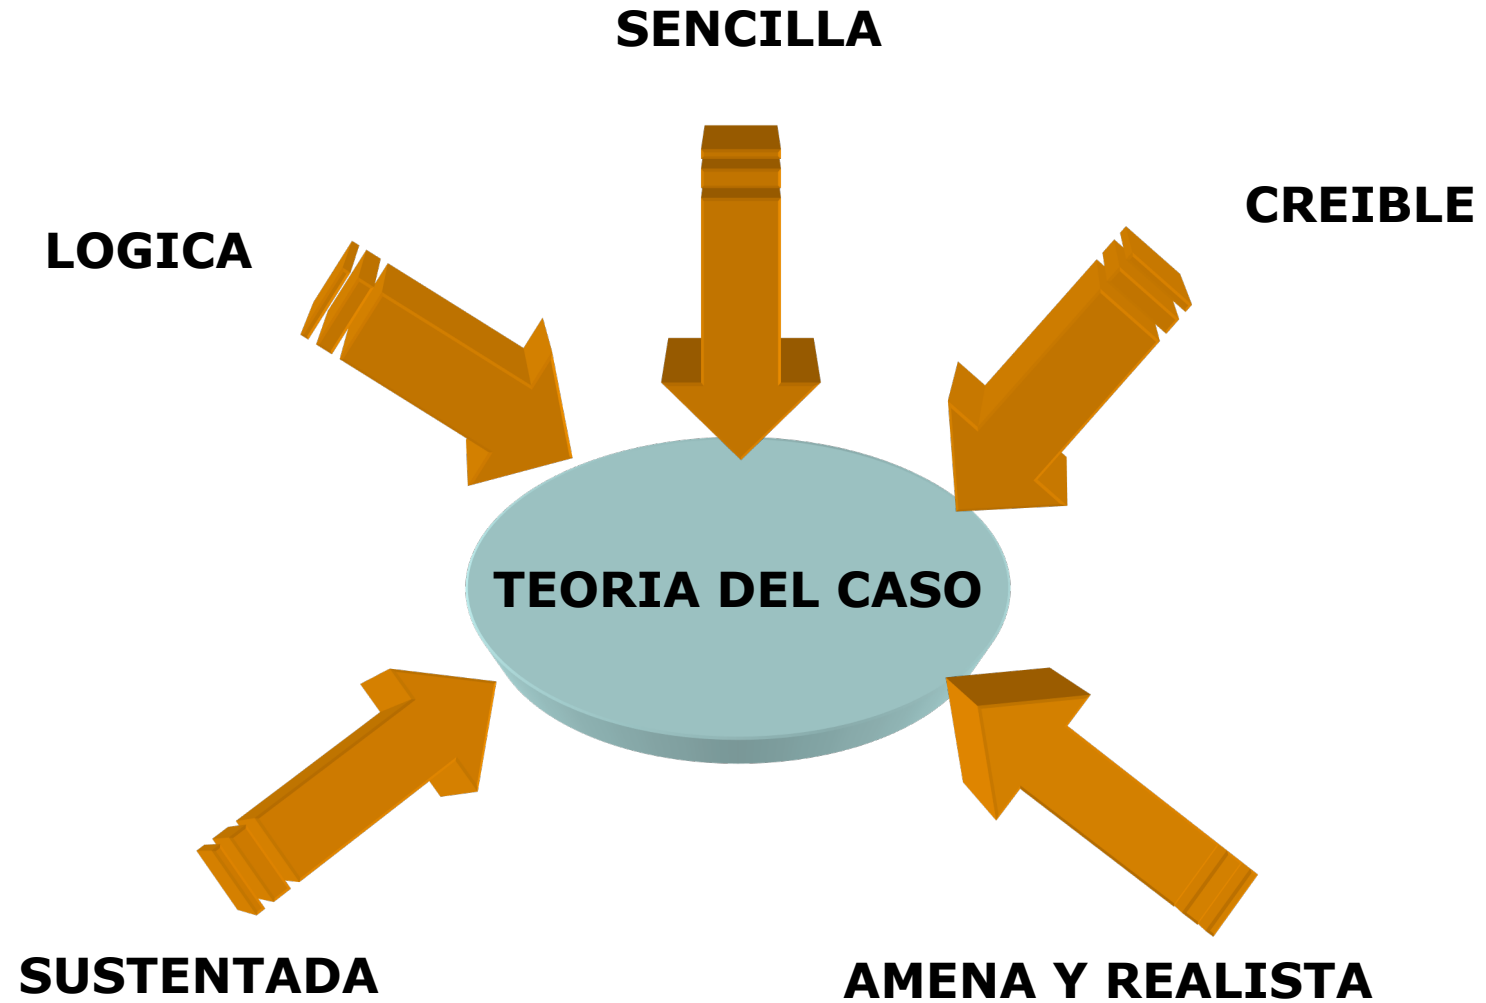 SENCILLA
CREIBLE
LOGICA
TEORIA DEL CASO
SUSTENTADA
AMENA Y REALISTA